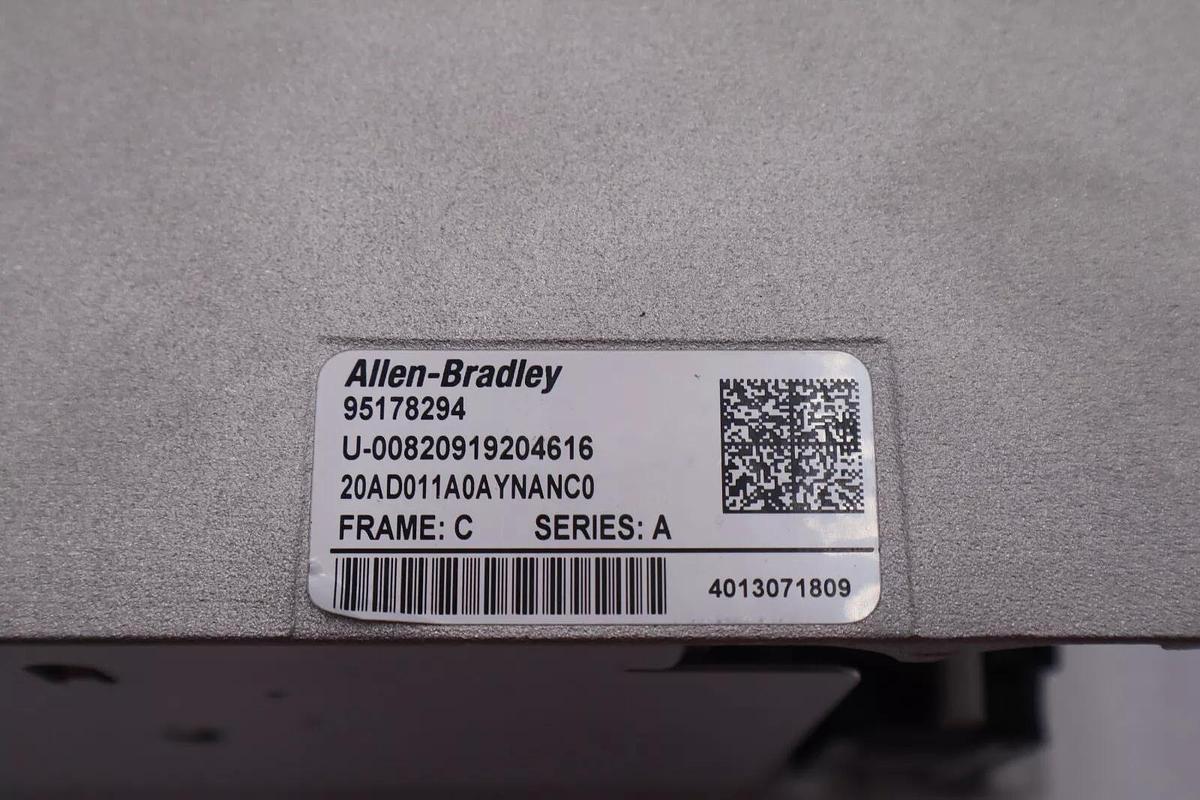 Allen-Bradley
95178294
U-00820919204616
20AD011A0AYNANC0
FRAME: C SERIES: A
4013071809